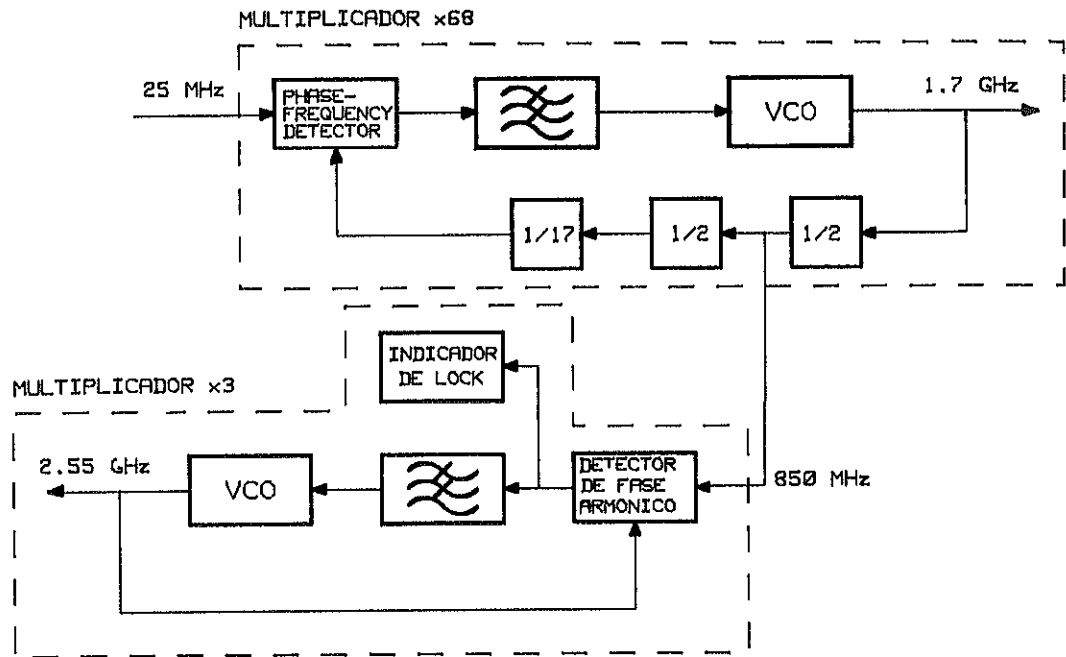 MULTIPLICADOR x68
25 MHz
PHASE-
FREQUENCY
DETECTOR
VCO
1.7 GHz
1/17
1/2
1/2
INDICADOR
DE LOCK
MULTIPLICADOR x3
2.55 GHz
VCO
DETECTOR
DE FASE
ARMONICO
850 MHz